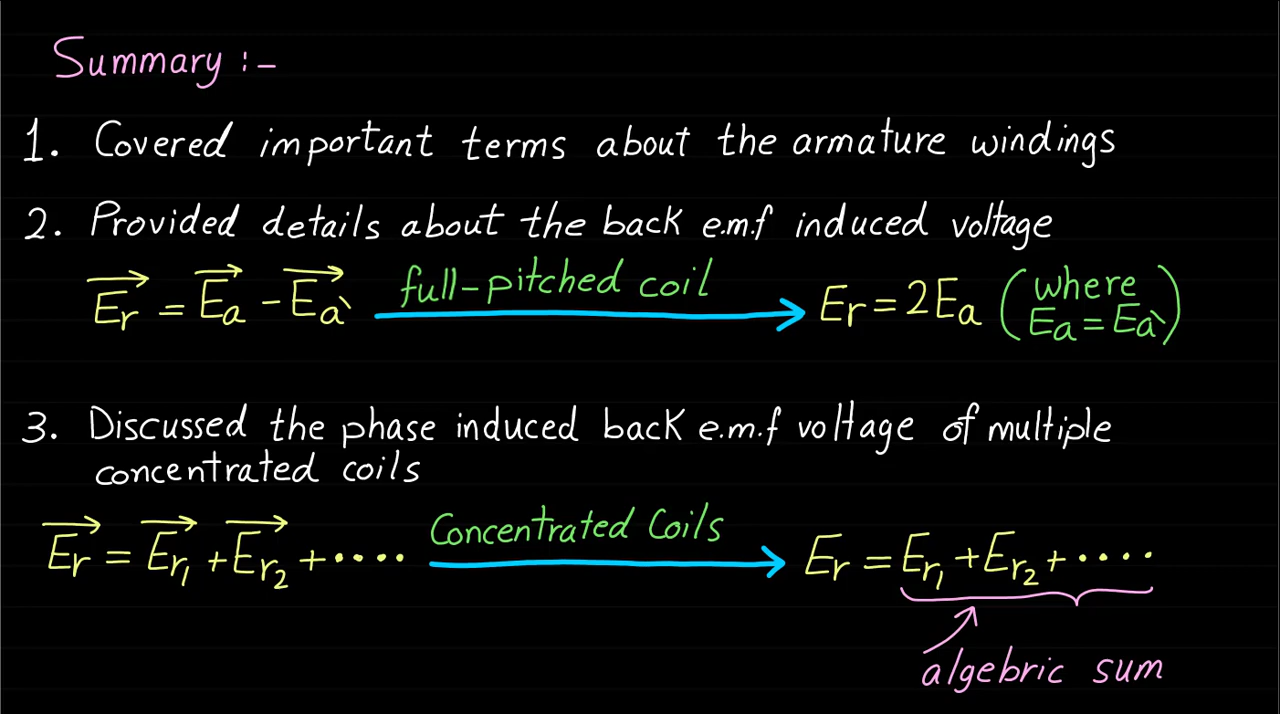 Summary :-
1. Covered important terms about the armature windings
2. Provided details about the back e.m.f induced voltage
Er = Ea - Ea` full-pitched coil Er = 2Ea (where Ea = Ea`)
3. Discussed the phase induced back e.m.f voltage of multiple
concentrated coils
Er = Er₁ + Er₂ + .... Concentrated Coils Er = Er₁ + Er₂ + ....
algebric sum